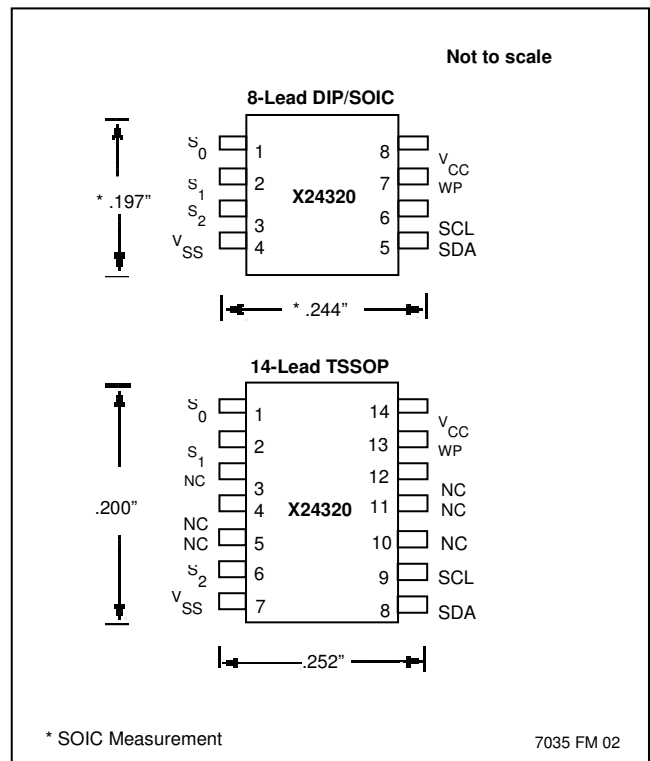 Not to scale
8-Lead DIP/SOIC
S0 1 8 VCC
S1 2 7 WP
S2 3 6 SCL
VSS 4 5 SDA
X24320
* .197”
* .244”
14-Lead TSSOP
S0 1 14 VCC
S1 2 13 WP
NC 3 12 NC
NC 4 11 NC
NC 5 10 NC
S2 6 9 SCL
VSS 7 8 SDA
X24320
.200”
.252”
* SOIC Measurement
7035 FM 02